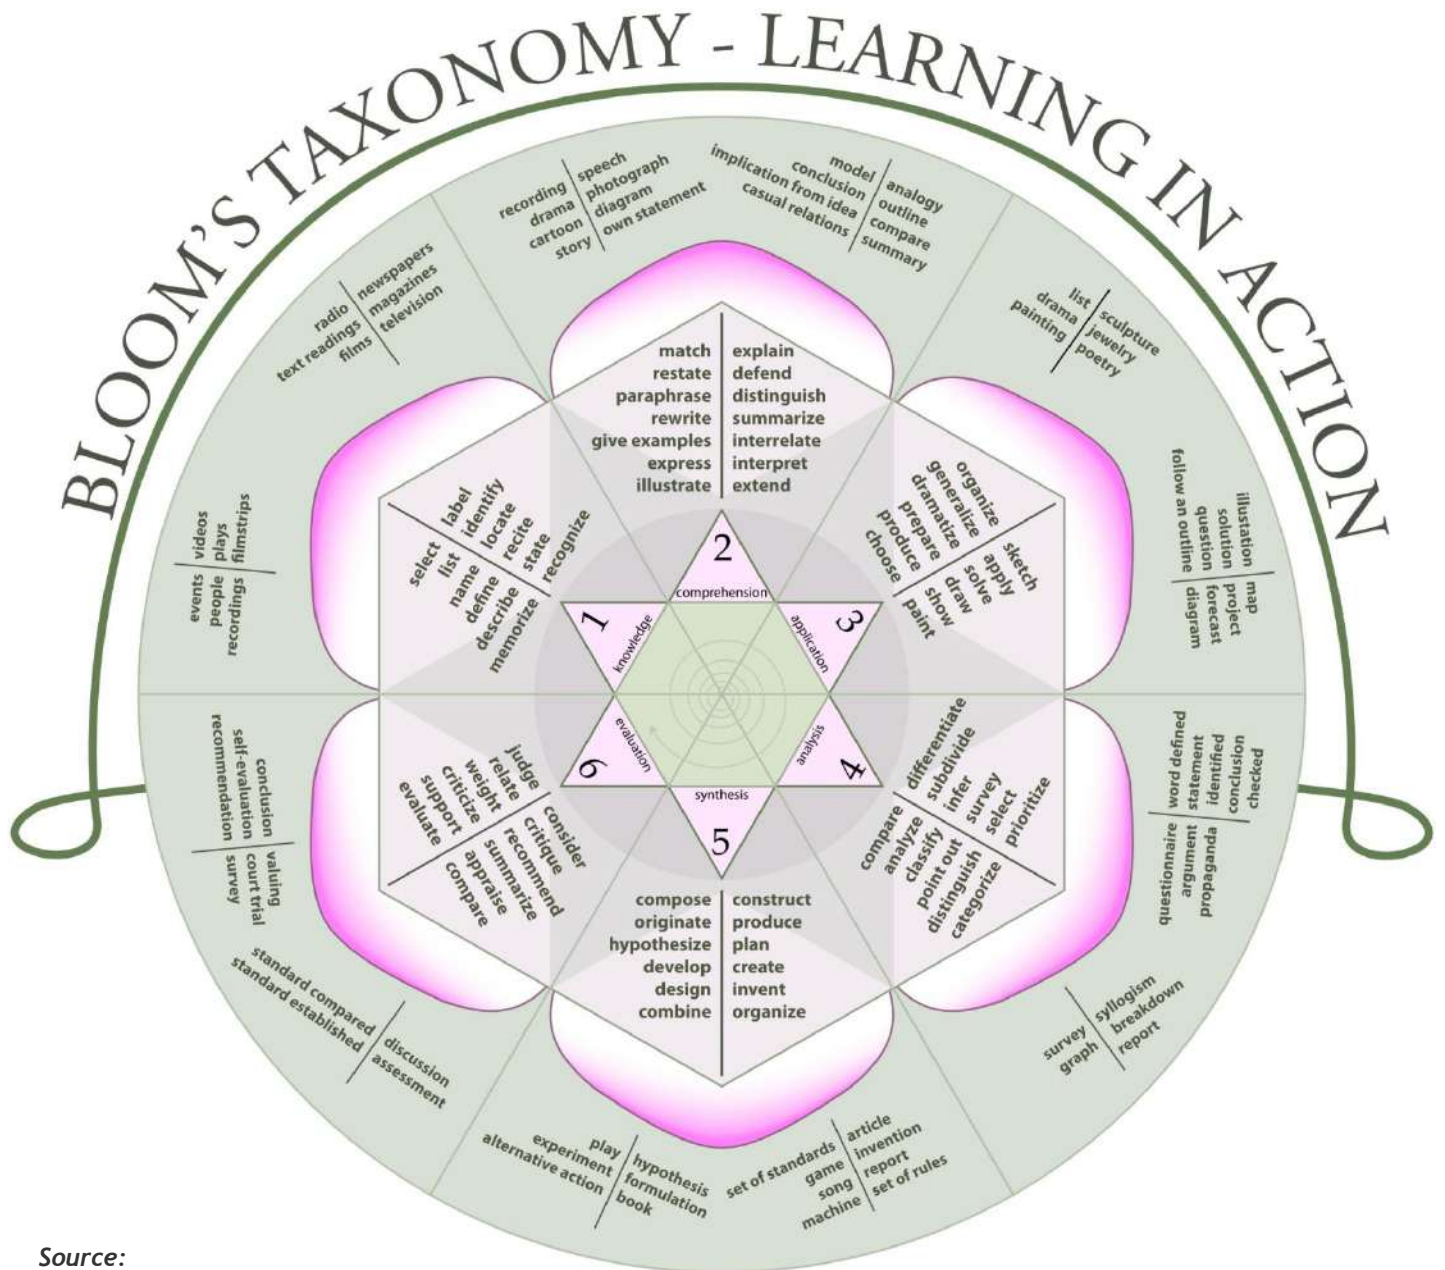 BLOOM'S TAXONOMY - LEARNING IN ACTION
recording
drama
cartoon
story
speech
photograph
diagram
own statement
model
conclusion
implication from idea
casual relations
analogy
outline
compare
summary
radio
text readings
films
newspapers
magazines
television
list
drama
painting
sculpture
jewelry
poetry
videos
plays
filmstrips
events
people
recordings
illustation
solution
question
follow an outline
map
project
forecast
diagram
match
restate
paraphrase
rewrite
give examples
express
illustrate
explain
defend
distinguish
summarize
interrelate
interpret
extend
label
identify
locate
recite
state
recognize
select
list
name
define
describe
memorize
organize
generalize
dramatize
prepare
produce
choose
sketch
apply
solve
draw
show
paint
1
knowledge
2
comprehension
3
application
4
analysis
5
synthesis
6
evaluation
judge
relate
weight
criticize
support
evaluate
consider
critique
recommend
summarize
appraise
compare
differentiate
subdivide
infer
survey
select
prioritize
compare
analyze
classify
point out
distinguish
categorize
compose
originate
hypothesize
develop
design
combine
construct
produce
plan
create
invent
organize
conclusion
self-evaluation
recommendation
valuing
court trial
survey
word defined
statement
identified
conclusion
checked
questionnaire
argument
propaganda
standard compared
standard established
discussion
assessment
survey
graph
syllogism
breakdown
report
play
experiment
alternative action
hypothesis
formulation
book
set of standards
game
song
machine
article
invention
report
set of rules
Source: